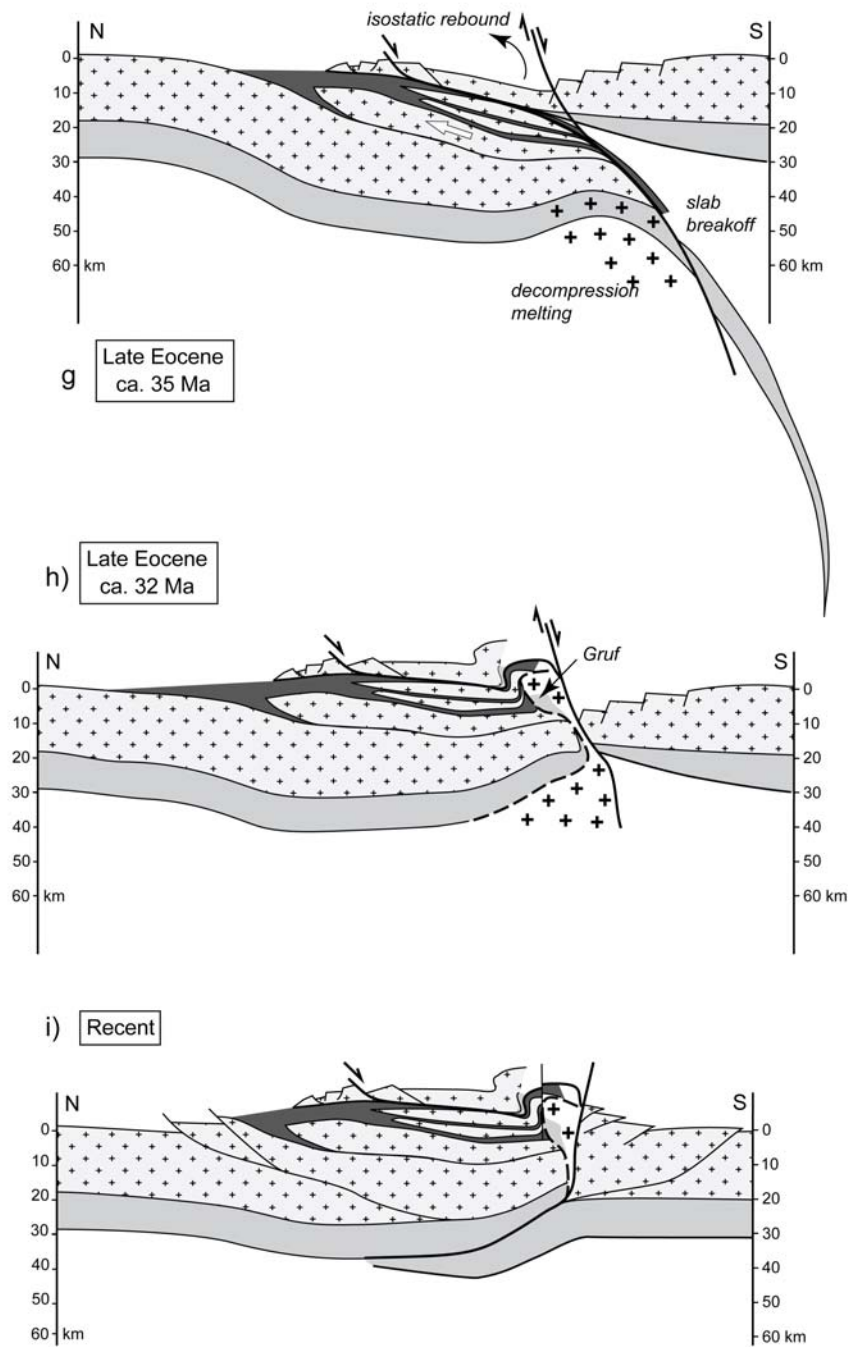 N
S
isostatic rebound
0
10
20
30
40
50
60
km
0
10
20
30
40
50
60 km
slab
breakoff
decompression
melting
g
Late Eocene
ca. 35 Ma
h)
Late Eocene
ca. 32 Ma
N
S
Gruf
0
10
20
30
40
50
60 km
0
10
20
30
40
50
60 km
i)
Recent
N
S
0
10
20
30
40
50
60 km
0
10
20
30
40
50
60 km